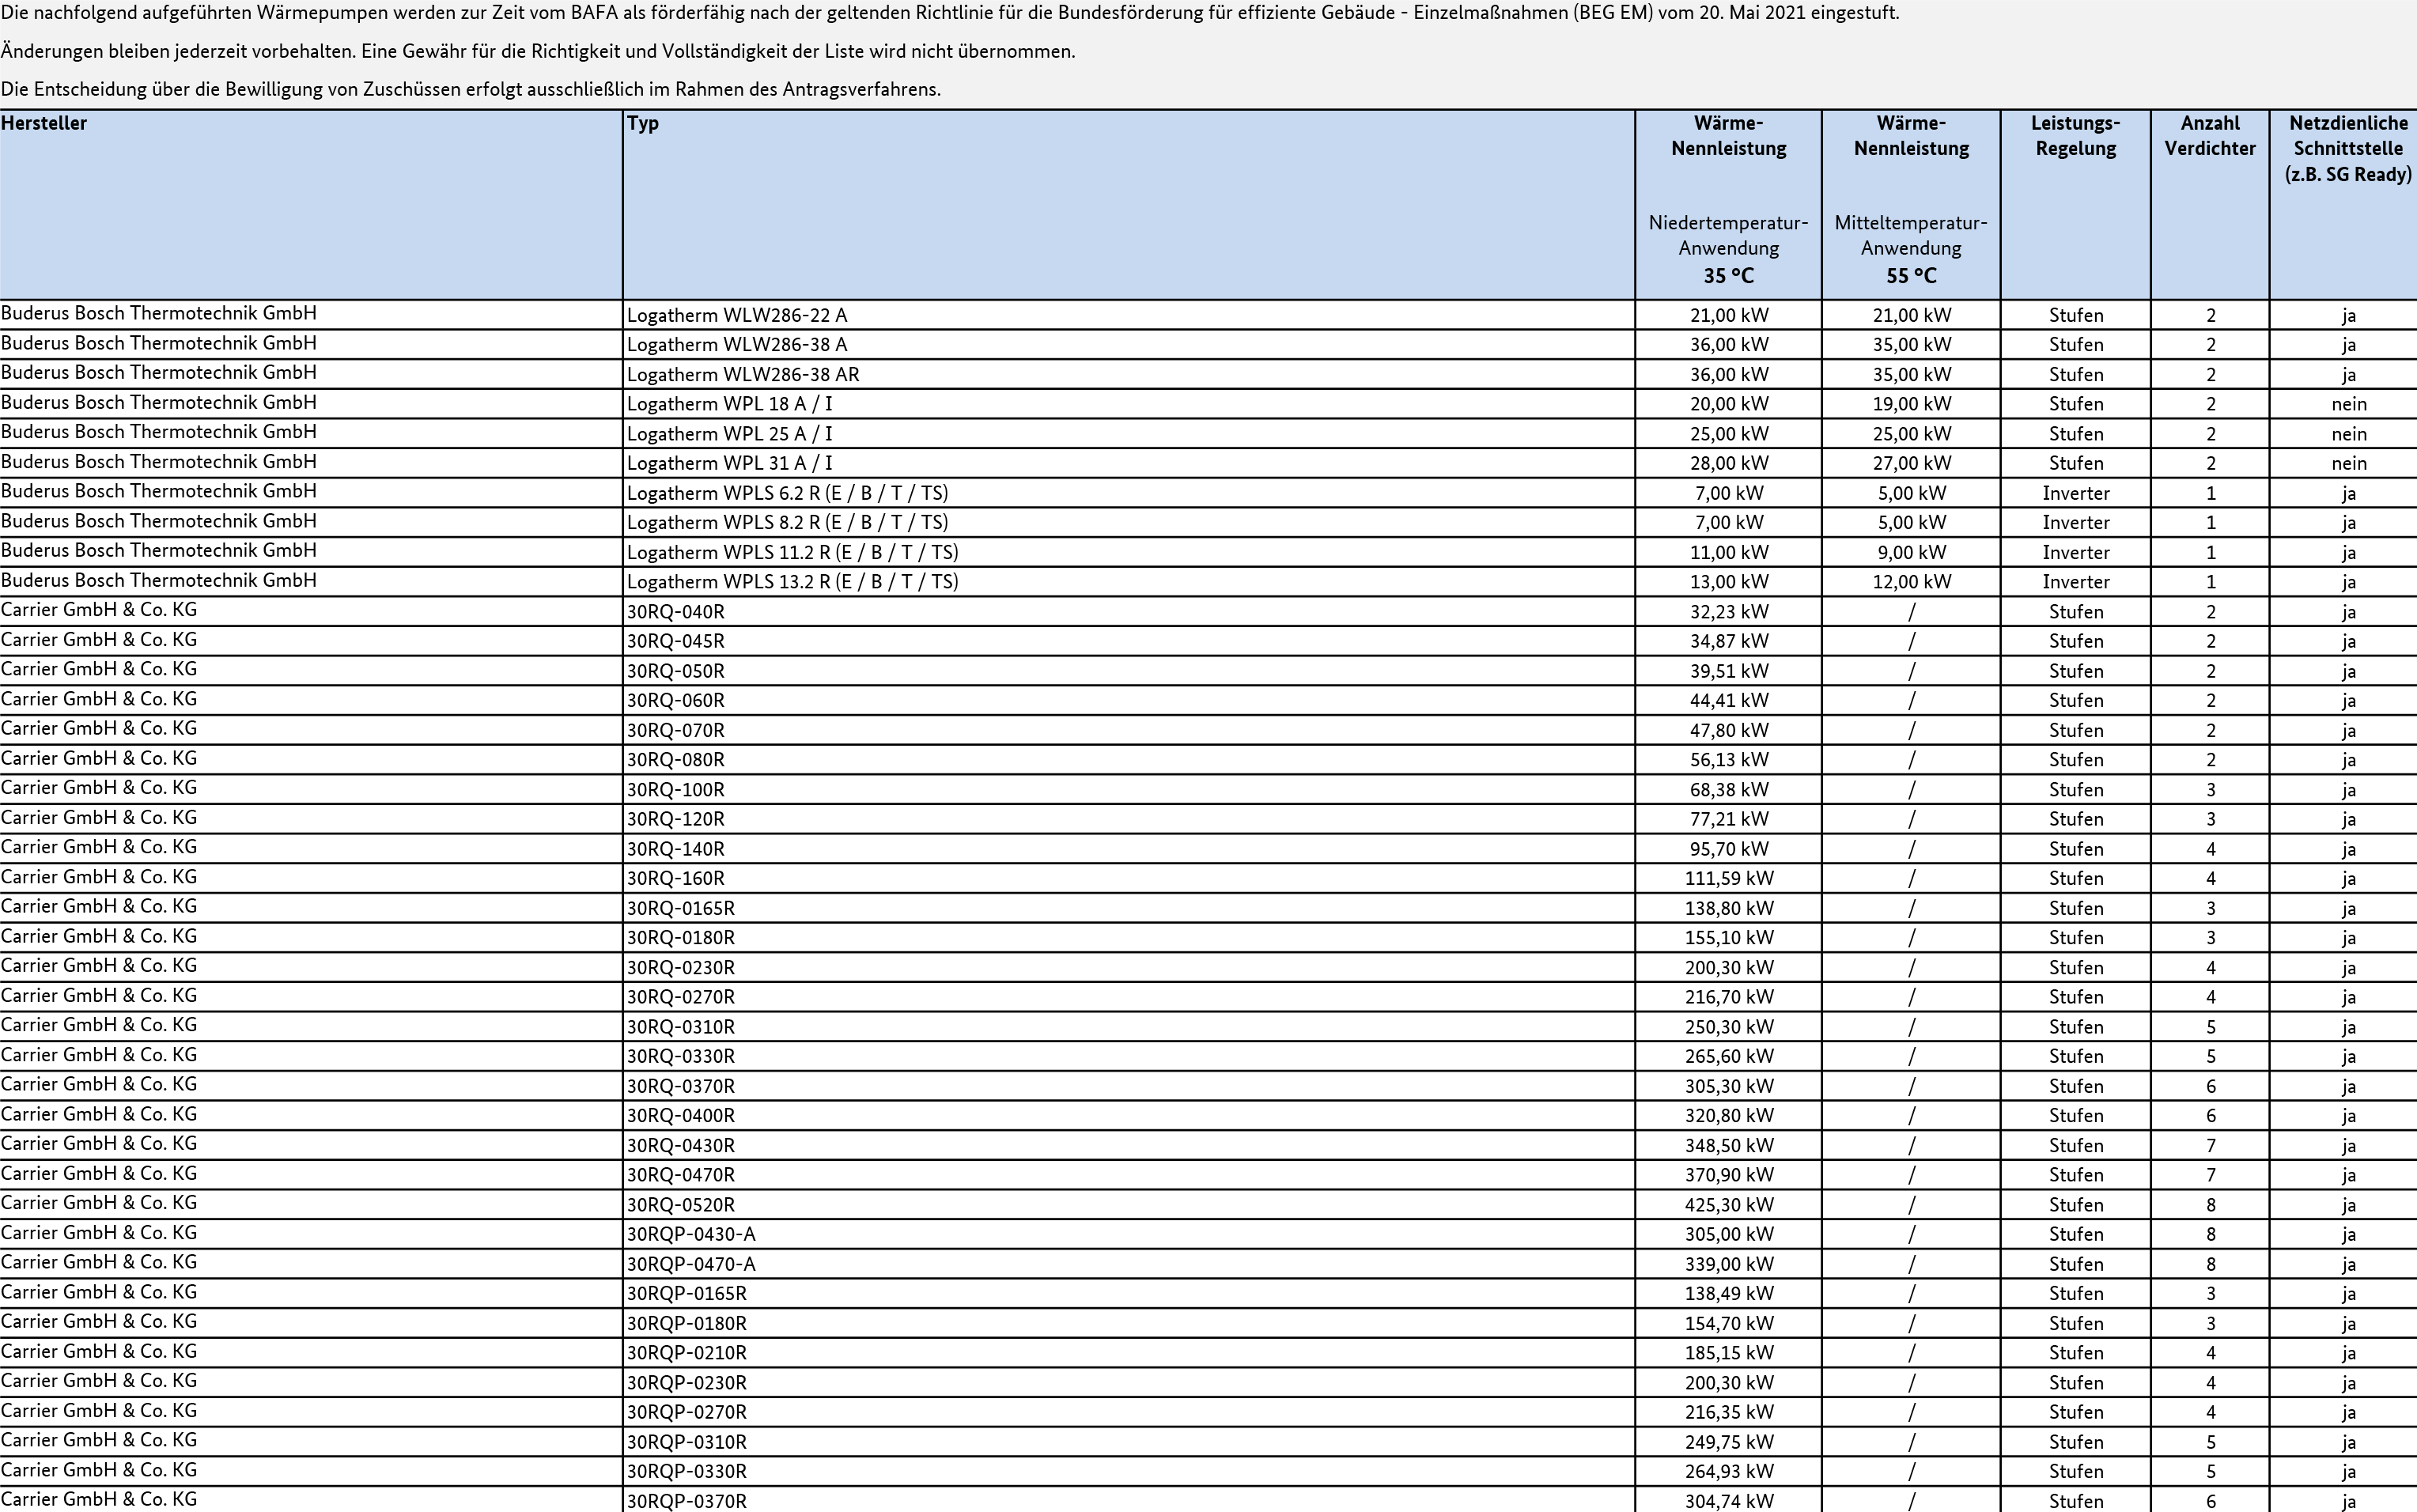 Die nachfolgend aufgeführten Wärmepumpen werden zur Zeit vom BAFA als förderfähig nach der geltenden Richtlinie für die Bundesförderung für effiziente Gebäude - Einzelmaßnahmen (BEG EM) vom 20. Mai 2021 eingestuft.
Änderungen bleiben jederzeit vorbehalten. Eine Gewähr für die Richtigkeit und Vollständigkeit der Liste wird nicht übernommen.
Die Entscheidung über die Bewilligung von Zuschüssen erfolgt ausschließlich im Rahmen des Antragsverfahrens.
Hersteller Typ Wärme- Wärme- Leistungs- Anzahl Netzdienliche
Nennleistung Nennleistung Regelung Verdichter Schnittstelle
(z.B. SG Ready)
Niedertemperatur- Mitteltemperatur-
Anwendung Anwendung
35 °C 55 °C
Buderus Bosch Thermotechnik GmbH Logatherm WLW286-22 A 21,00 kW 21,00 kW Stufen 2 ja
Buderus Bosch Thermotechnik GmbH Logatherm WLW286-38 A 36,00 kW 35,00 kW Stufen 2 ja
Buderus Bosch Thermotechnik GmbH Logatherm WLW286-38 AR 36,00 kW 35,00 kW Stufen 2 ja
Buderus Bosch Thermotechnik GmbH Logatherm WPL 18 A / I 20,00 kW 19,00 kW Stufen 2 nein
Buderus Bosch Thermotechnik GmbH Logatherm WPL 25 A / I 25,00 kW 25,00 kW Stufen 2 nein
Buderus Bosch Thermotechnik GmbH Logatherm WPL 31 A / I 28,00 kW 27,00 kW Stufen 2 nein
Buderus Bosch Thermotechnik GmbH Logatherm WPLS 6.2 R (E / B / T / TS) 7,00 kW 5,00 kW Inverter 1 ja
Buderus Bosch Thermotechnik GmbH Logatherm WPLS 8.2 R (E / B / T / TS) 7,00 kW 5,00 kW Inverter 1 ja
Buderus Bosch Thermotechnik GmbH Logatherm WPLS 11.2 R (E / B / T / TS) 11,00 kW 9,00 kW Inverter 1 ja
Buderus Bosch Thermotechnik GmbH Logatherm WPLS 13.2 R (E / B / T / TS) 13,00 kW 12,00 kW Inverter 1 ja
Carrier GmbH & Co. KG 30RQ-040R 32,23 kW / Stufen 2 ja
Carrier GmbH & Co. KG 30RQ-045R 34,87 kW / Stufen 2 ja
Carrier GmbH & Co. KG 30RQ-050R 39,51 kW / Stufen 2 ja
Carrier GmbH & Co. KG 30RQ-060R 44,41 kW / Stufen 2 ja
Carrier GmbH & Co. KG 30RQ-070R 47,80 kW / Stufen 2 ja
Carrier GmbH & Co. KG 30RQ-080R 56,13 kW / Stufen 2 ja
Carrier GmbH & Co. KG 30RQ-100R 68,38 kW / Stufen 3 ja
Carrier GmbH & Co. KG 30RQ-120R 77,21 kW / Stufen 3 ja
Carrier GmbH & Co. KG 30RQ-140R 95,70 kW / Stufen 4 ja
Carrier GmbH & Co. KG 30RQ-160R 111,59 kW / Stufen 4 ja
Carrier GmbH & Co. KG 30RQ-0165R 138,80 kW / Stufen 3 ja
Carrier GmbH & Co. KG 30RQ-0180R 155,10 kW / Stufen 3 ja
Carrier GmbH & Co. KG 30RQ-0230R 200,30 kW / Stufen 4 ja
Carrier GmbH & Co. KG 30RQ-0270R 216,70 kW / Stufen 4 ja
Carrier GmbH & Co. KG 30RQ-0310R 250,30 kW / Stufen 5 ja
Carrier GmbH & Co. KG 30RQ-0330R 265,60 kW / Stufen 5 ja
Carrier GmbH & Co. KG 30RQ-0370R 305,30 kW / Stufen 6 ja
Carrier GmbH & Co. KG 30RQ-0400R 320,80 kW / Stufen 6 ja
Carrier GmbH & Co. KG 30RQ-0430R 348,50 kW / Stufen 7 ja
Carrier GmbH & Co. KG 30RQ-0470R 370,90 kW / Stufen 7 ja
Carrier GmbH & Co. KG 30RQ-0520R 425,30 kW / Stufen 8 ja
Carrier GmbH & Co. KG 30RQP-0430-A 305,00 kW / Stufen 8 ja
Carrier GmbH & Co. KG 30RQP-0470-A 339,00 kW / Stufen 8 ja
Carrier GmbH & Co. KG 30RQP-0165R 138,49 kW / Stufen 3 ja
Carrier GmbH & Co. KG 30RQP-0180R 154,70 kW / Stufen 3 ja
Carrier GmbH & Co. KG 30RQP-0210R 185,15 kW / Stufen 4 ja
Carrier GmbH & Co. KG 30RQP-0230R 200,30 kW / Stufen 4 ja
Carrier GmbH & Co. KG 30RQP-0270R 216,35 kW / Stufen 4 ja
Carrier GmbH & Co. KG 30RQP-0310R 249,75 kW / Stufen 5 ja
Carrier GmbH & Co. KG 30RQP-0330R 264,93 kW / Stufen 5 ja
Carrier GmbH & Co. KG 30RQP-0370R 304,74 kW / Stufen 6 ja